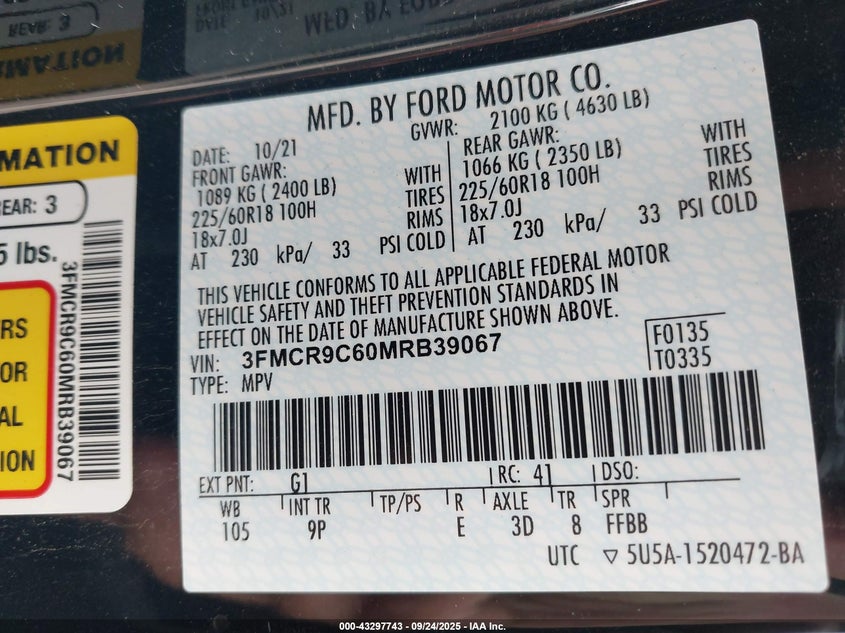 MFD. BY FORD MOTOR CO.
DATE: 10/21
GVWR: 2100 KG ( 4630 LB)
FRONT GAWR:
1089 KG ( 2400 LB) WITH
225/60R18 100H TIRES
18x7.0J RIMS
AT 230 kPa/ 33 PSI COLD
REAR GAWR:
1066 KG ( 2350 LB) WITH
225/60R18 100H TIRES
18x7.0J RIMS
AT 230 kPa/ 33 PSI COLD
THIS VEHICLE CONFORMS TO ALL APPLICABLE FEDERAL MOTOR
VEHICLE SAFETY AND THEFT PREVENTION STANDARDS IN
EFFECT ON THE DATE OF MANUFACTURE SHOWN ABOVE.
VIN: 3FMCR9C60MRB39067
TYPE: MPV
F0135
T0335
EXT PNT: G1 RC: 41 DSO:
WB INT TR TP/PS R AXLE TR SPR
105 9P E 3D 8 FFBB
UTC ▽ 5U5A-1520472-BA
MATION
EAR: 3
5 lbs.
3FMCR9C60MRB39067
RS
OR
AL
ION
000-43297743 - 09/24/2025 - IAA Inc.